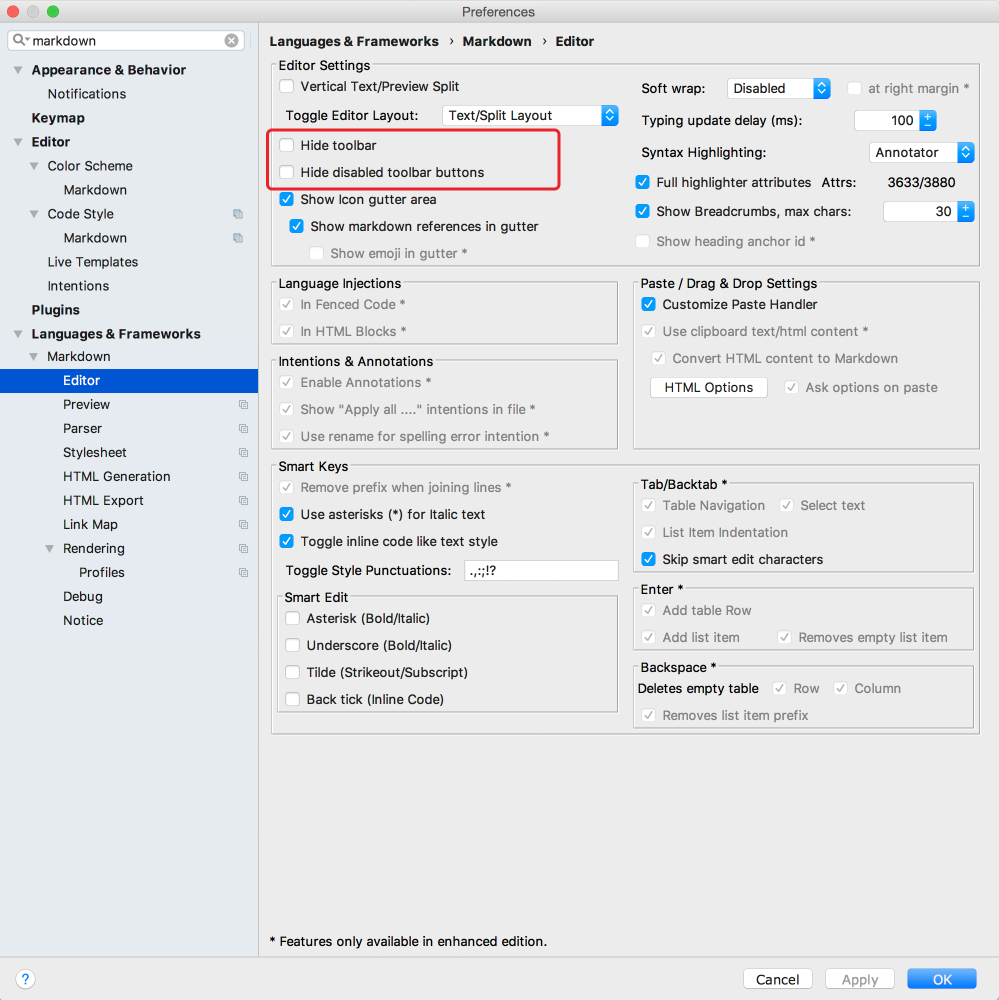 Preferences
markdown
Appearance & Behavior
Notifications
Keymap
Editor
Color Scheme
Markdown
Code Style
Markdown
Live Templates
Intentions
Plugins
Languages & Frameworks
Markdown
Editor
Preview
Parser
Stylesheet
HTML Generation
HTML Export
Link Map
Rendering
Profiles
Debug
Notice
Languages & Frameworks › Markdown › Editor
Editor Settings
Vertical Text/Preview Split
Toggle Editor Layout: Text/Split Layout
Hide toolbar
Hide disabled toolbar buttons
Show Icon gutter area
Show markdown references in gutter
Show emoji in gutter *
Soft wrap: Disabled at right margin *
Typing update delay (ms): 100
Syntax Highlighting: Annotator
Full highlighter attributes Attrs: 3633/3880
Show Breadcrumbs, max chars: 30
Show heading anchor id *
Language Injections
In Fenced Code *
In HTML Blocks *
Intentions & Annotations
Enable Annotations *
Show "Apply all ...." intentions in file *
Use rename for spelling error intention *
Paste / Drag & Drop Settings
Customize Paste Handler
Use clipboard text/html content *
Convert HTML content to Markdown
HTML Options Ask options on paste
Smart Keys
Remove prefix when joining lines *
Use asterisks (*) for Italic text
Toggle inline code like text style
Toggle Style Punctuations: .,:;!?
Smart Edit
Asterisk (Bold/Italic)
Underscore (Bold/Italic)
Tilde (Strikeout/Subscript)
Back tick (Inline Code)
Tab/Backtab *
Table Navigation Select text
List Item Indentation
Skip smart edit characters
Enter *
Add table Row
Add list item Removes empty list item
Backspace *
Deletes empty table Row Column
Removes list item prefix
* Features only available in enhanced edition.
? Cancel Apply OK